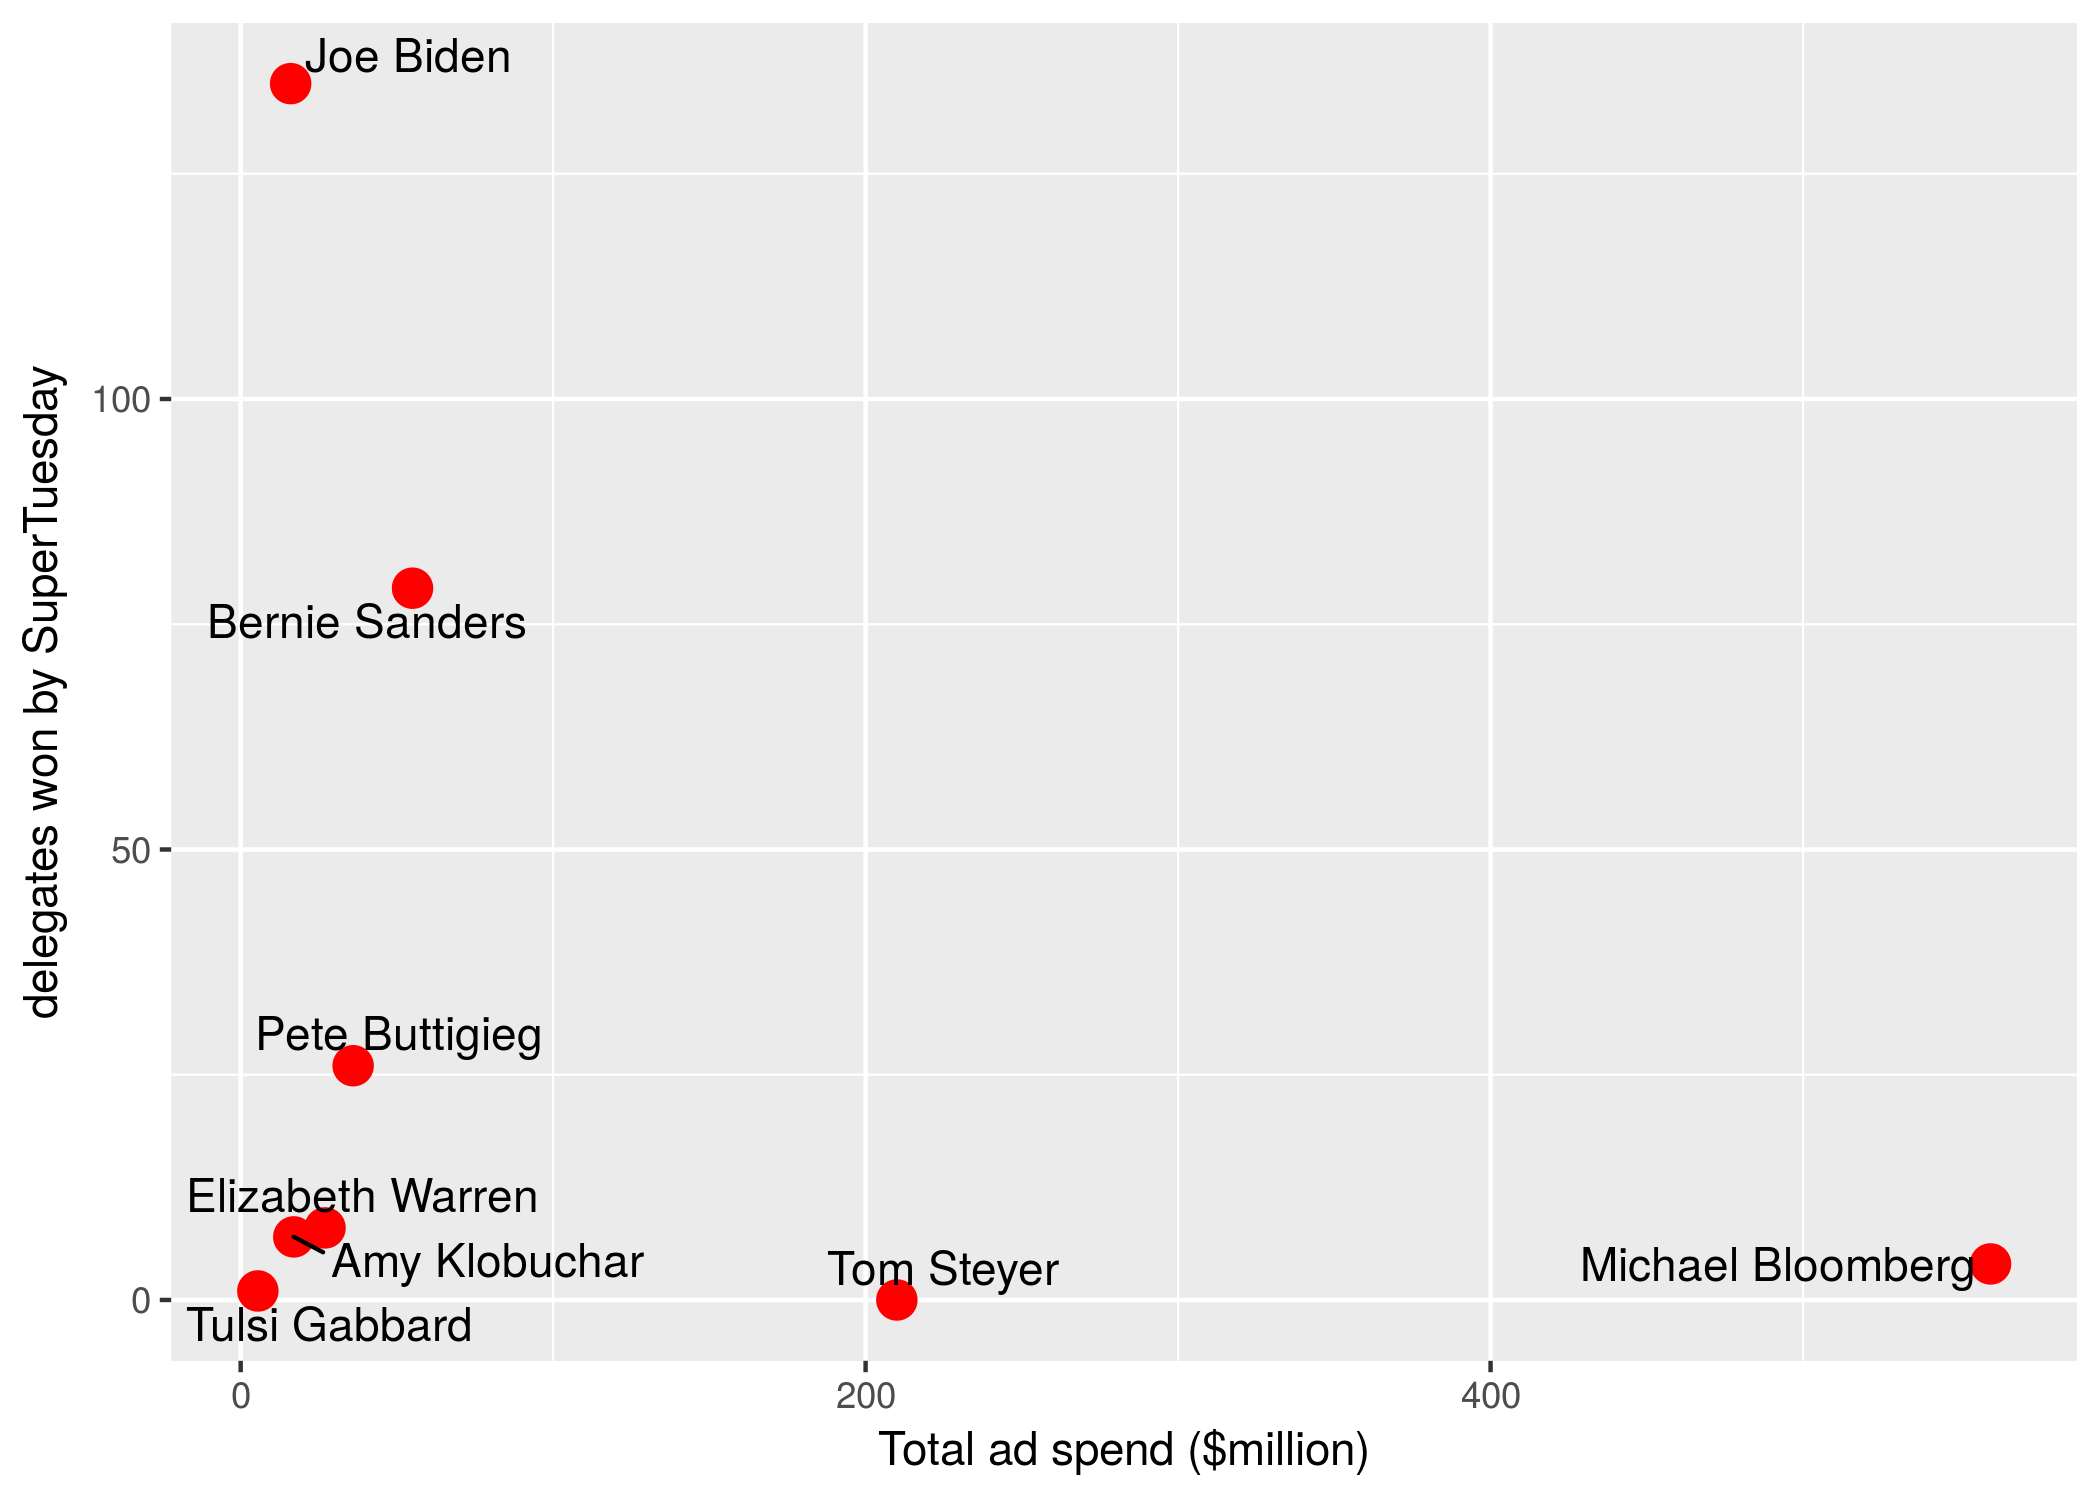 Joe Biden
100
Bernie Sanders
delegates won by SuperTuesday
50
Pete Buttigieg
Elizabeth Warren
Amy Klobuchar
Tom Steyer
Michael Bloomberg
0
Tulsi Gabbard
0
200
400
Total ad spend ($million)